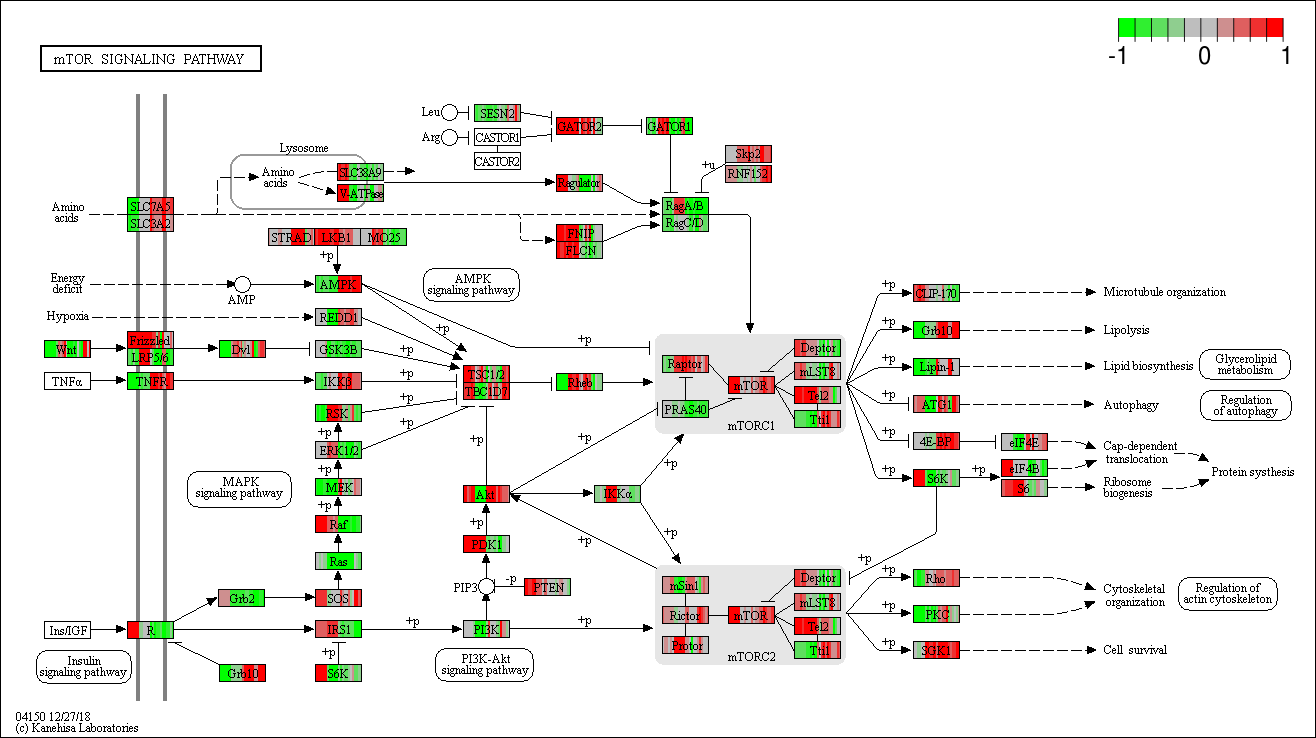 mTOR SIGNALING PATHWAY
-1 0 1
Leu
SESN2
GATOR2
GATOR1
Arg
CASTOR1
CASTOR2
Skp2
+u
RNF152
Lysosome
Amino
acids
SLC38A9
V-ATPase
Ragulator
Amino
acids
SLC7A5
SLC3A2
RagA/B
RagC/D
STRAD LKB1 MO25
+p
FNIP
FLCN
Energy
deficit
AMP
AMPK
AMPK
signaling pathway
Hypoxia
REDD1
+p
+p
Wnt
Frizzled
LRP5/6
Dvl
GSK3B
+p
TNFα
TNFR
IKKβ
+p
TSC1/2
TBC1D7
Rheb
Raptor
mTOR
PRAS40
Deptor
mLST8
Tel2
Tti1
mTORC1
+p
CLIP-170
Microtubule organization
+p
Grb10
Lipolysis
+p
Lipin-1
Lipid biosynthesis
Glycerolipid
metabolism
+p
ATG1
Autophagy
Regulation
of autophagy
+p
4E-BP
eIF4E
Cap-dependent
translocation
+p
S6K
+p
eIF4B
S6
Ribosome
biogenesis
Protein systhesis
RSK
+p
+p
ERK1/2
+p
+p
MEK
+p
Raf
Ras
MAPK
signaling pathway
+p
Akt
+p
IKKα
+p
+p
+p
PDK1
PIP3
-p
PTEN
Grb2
SOS
Ins/IGF
R
IRS1
+p
PI3K
+p
Grb10
S6K
Insulin
signaling pathway
PI3K-Akt
signaling pathway
mSin1
Rictor
Protor
mTOR
Deptor
mLST8
Tel2
Tti1
mTORC2
+p
+p
Rho
+p
PKC
+p
SGK1
Cytoskeletal
organization
Regulation of
actin cytoskeleton
Cell survival
04150 12/27/18
(c) Kanehisa Laboratories